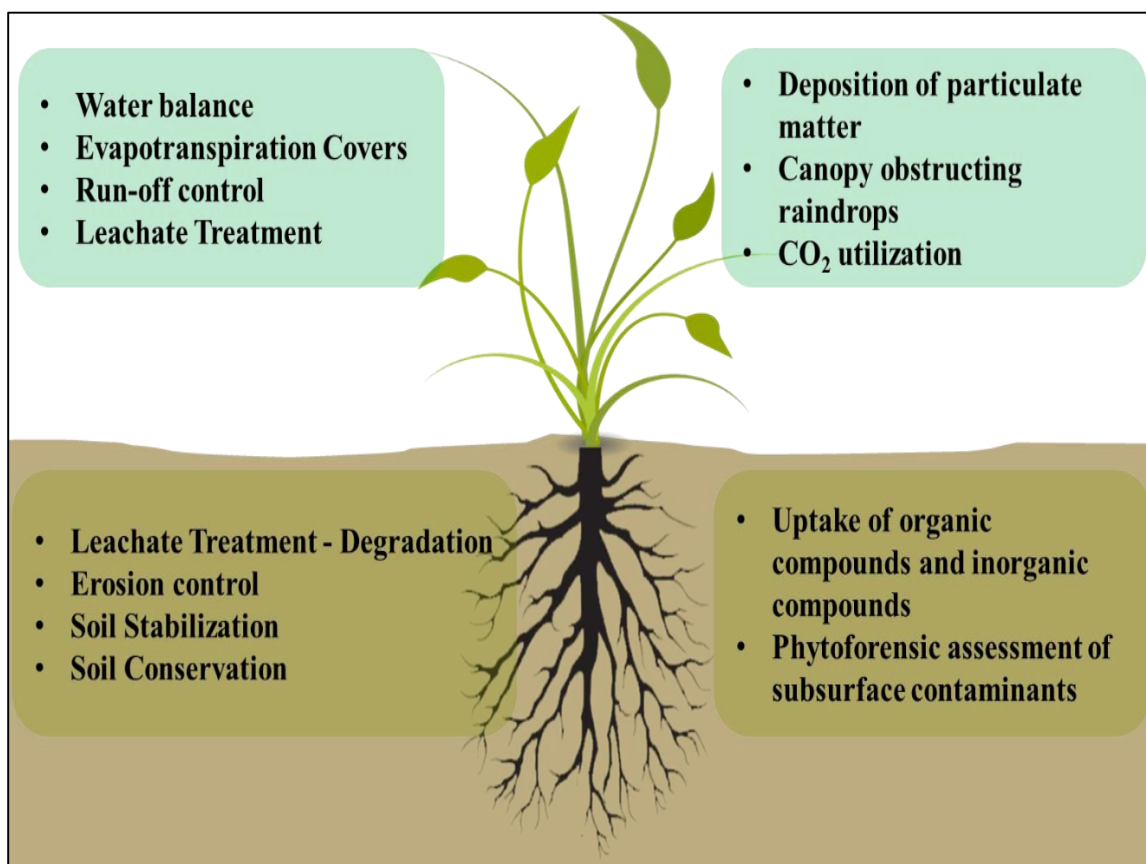 • Water balance
• Evapotranspiration Covers
• Run-off control
• Leachate Treatment
• Deposition of particulate
matter
• Canopy obstructing
raindrops
• CO₂ utilization
• Leachate Treatment - Degradation
• Erosion control
• Soil Stabilization
• Soil Conservation
• Uptake of organic
compounds and inorganic
compounds
• Phytoforensic assessment of
subsurface contaminants